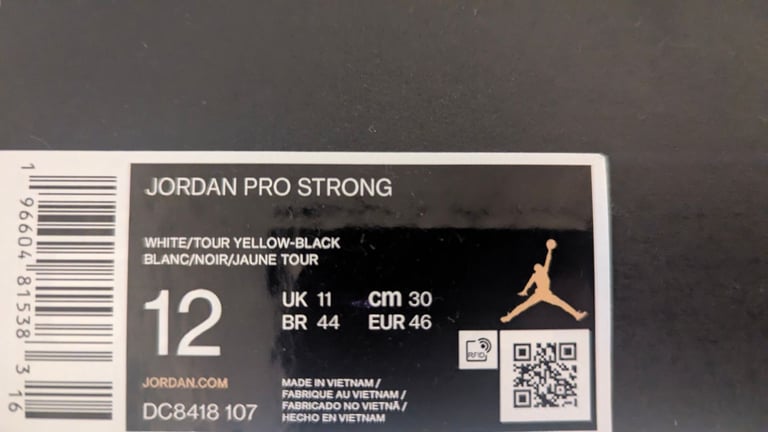 JORDAN PRO STRONG
WHITE/TOUR YELLOW-BLACK
BLANC/NOIR/JAUNE TOUR
12
UK 11 cm 30
BR 44 EUR 46
RFID
JORDAN.COM
DC8418 107
MADE IN VIETNAM /
FABRIQUE AU VIETNAM /
FABRICADO NO VIETNÃ /
HECHO EN VIETNAM
1 96604 81538 3 16